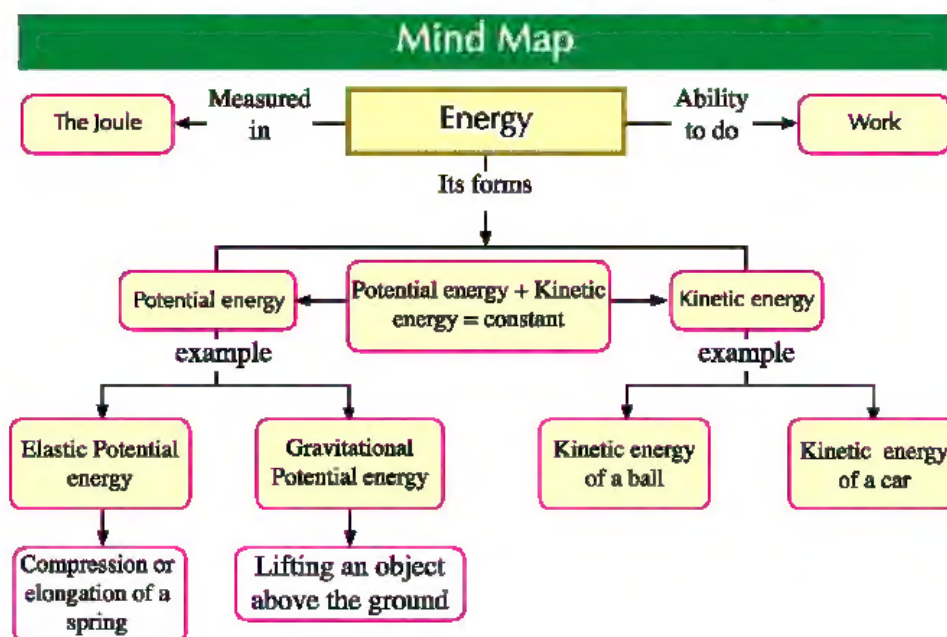 Mind Map
The Joule
Measured
in
Energy
Ability
to do
Work
Its forms
Potential energy
Potential energy + Kinetic
energy = constant
Kinetic energy
example
example
Elastic Potential
energy
Gravitational
Potential energy
Kinetic energy
of a ball
Kinetic energy
of a car
Compression or
elongation of a
spring
Lifting an object
above the ground